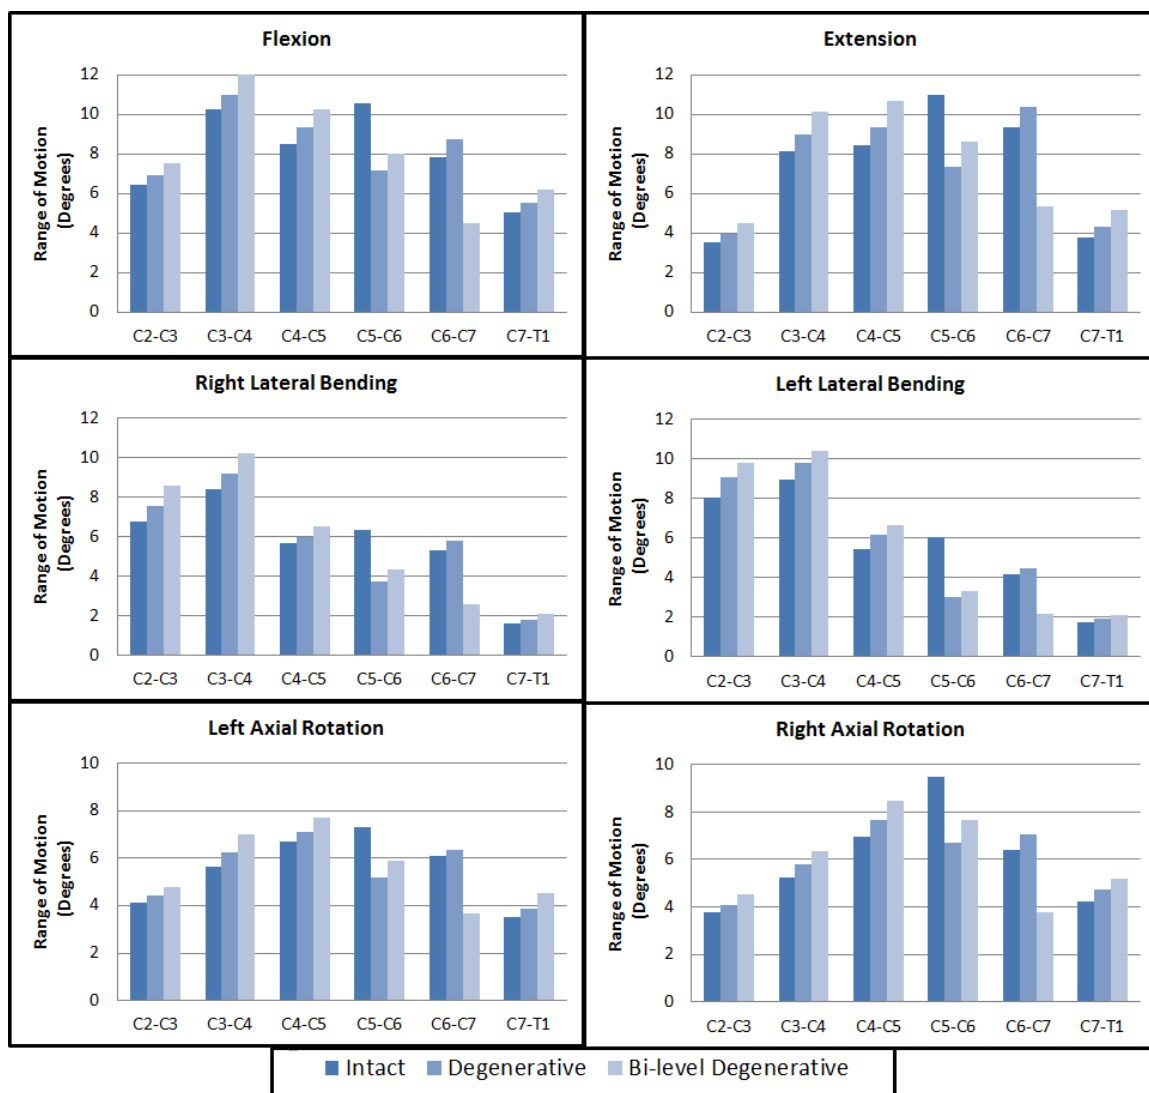 Flexion
Range of Motion
(Degrees)
12
10
8
6
4
2
0
C2-C3 C3-C4 C4-C5 C5-C6 C6-C7 C7-T1
Extension
Range of Motion
(Degrees)
12
10
8
6
4
2
0
C2-C3 C3-C4 C4-C5 C5-C6 C6-C7 C7-T1
Right Lateral Bending
Range of Motion
(Degrees)
12
10
8
6
4
2
0
C2-C3 C3-C4 C4-C5 C5-C6 C6-C7 C7-T1
Left Lateral Bending
Range of Motion
(Degrees)
12
10
8
6
4
2
0
C2-C3 C3-C4 C4-C5 C5-C6 C6-C7 C7-T1
Left Axial Rotation
Range of Motion
(Degrees)
10
8
6
4
2
0
C2-C3 C3-C4 C4-C5 C5-C6 C6-C7 C7-T1
Right Axial Rotation
Range of Motion
(Degrees)
10
8
6
4
2
0
C2-C3 C3-C4 C4-C5 C5-C6 C6-C7 C7-T1
Intact Degenerative Bi-level Degenerative